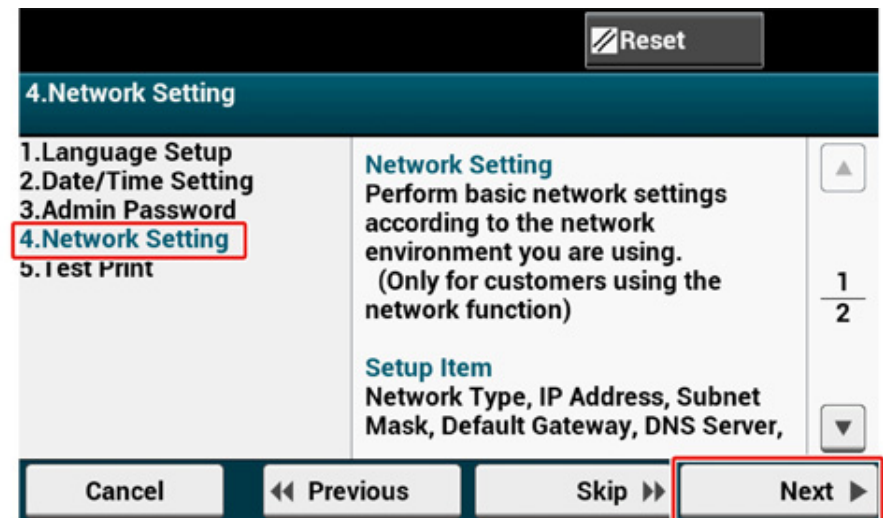 Reset
4.Network Setting
1.Language Setup
2.Date/Time Setting
3.Admin Password
4.Network Setting
5.Test Print
Network Setting
Perform basic network settings
according to the network
environment you are using.
(Only for customers using the
network function)
Setup Item
Network Type, IP Address, Subnet
Mask, Default Gateway, DNS Server,
1
2
Cancel
Previous
Skip
Next